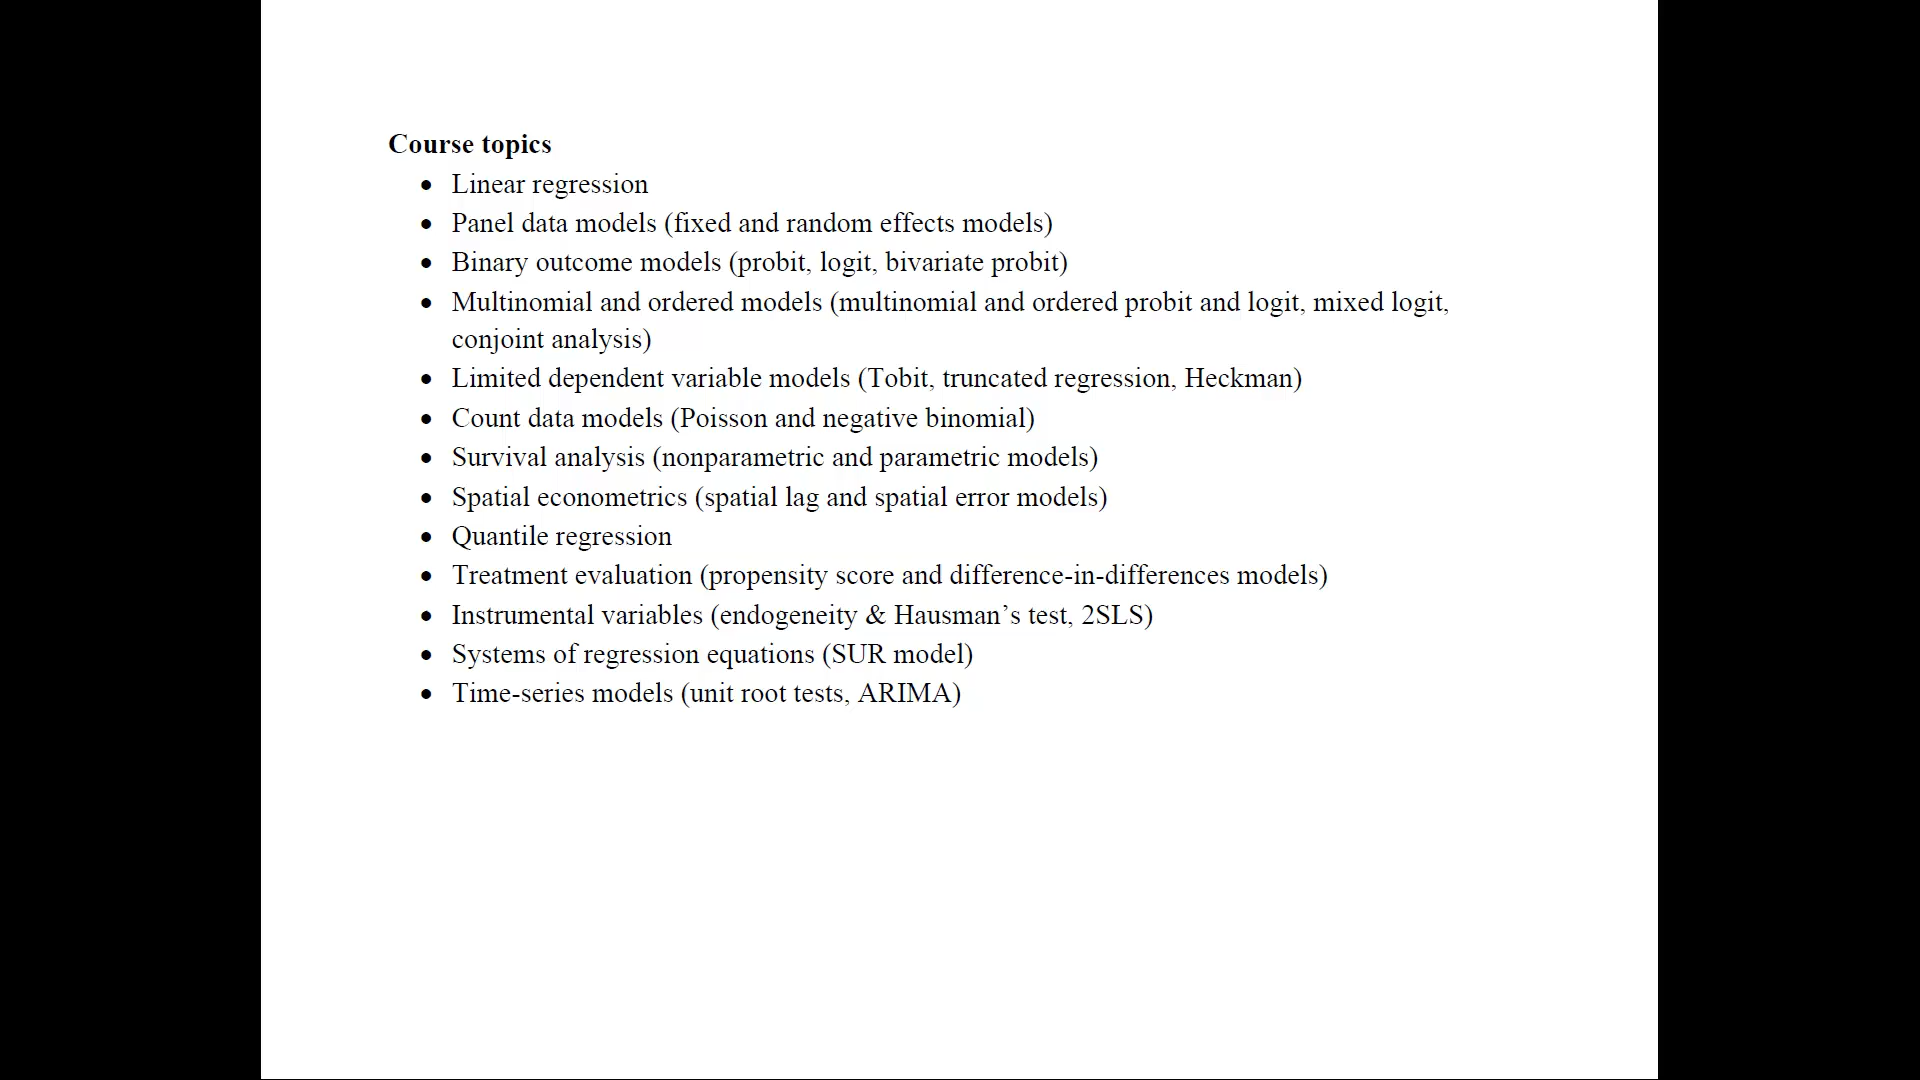 Course topics
• Linear regression
• Panel data models (fixed and random effects models)
• Binary outcome models (probit, logit, bivariate probit)
• Multinomial and ordered models (multinomial and ordered probit and logit, mixed logit,
conjoint analysis)
• Limited dependent variable models (Tobit, truncated regression, Heckman)
• Count data models (Poisson and negative binomial)
• Survival analysis (nonparametric and parametric models)
• Spatial econometrics (spatial lag and spatial error models)
• Quantile regression
• Treatment evaluation (propensity score and difference-in-differences models)
• Instrumental variables (endogeneity & Hausman’s test, 2SLS)
• Systems of regression equations (SUR model)
• Time-series models (unit root tests, ARIMA)